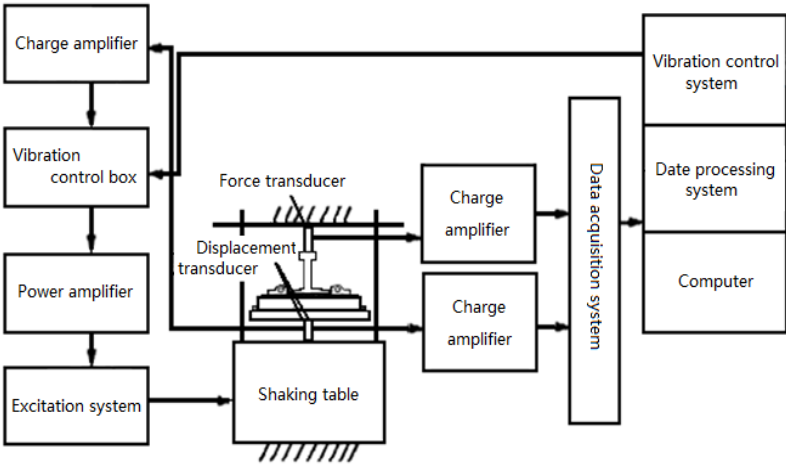 Charge amplifier
Vibration
control box
Power amplifier
Excitation system
Force transducer
Displacement
transducer
Shaking table
Charge
amplifier
Charge
amplifier
Data acquisition system
Vibration control
system
Date processing
system
Computer